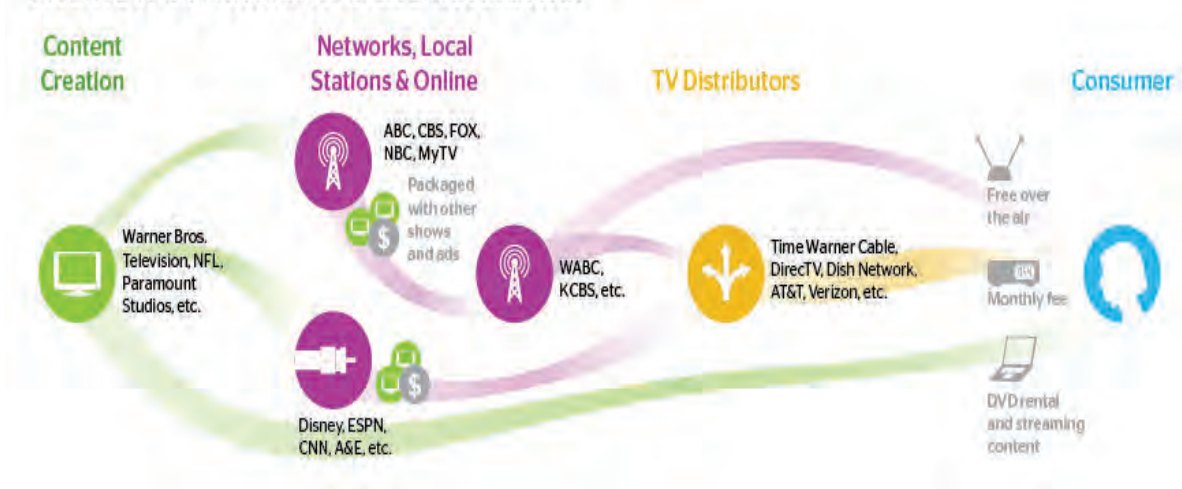 Content
Creation
Networks, Local
Stations & Online
TV Distributors
Consumer
ABC, CBS, FOX,
NBC, MyTV
Packaged
with other
shows
and ads
$
Warner Bros.
Television, NFL,
Paramount
Studios, etc.
WABC,
KCBS, etc.
Time Warner Cable,
DirecTV, Dish Network,
AT&T, Verizon, etc.
Free over
the air
Monthly fee
$
Disney, ESPN,
CNN, A&E, etc.
DVD rental
and streaming
content